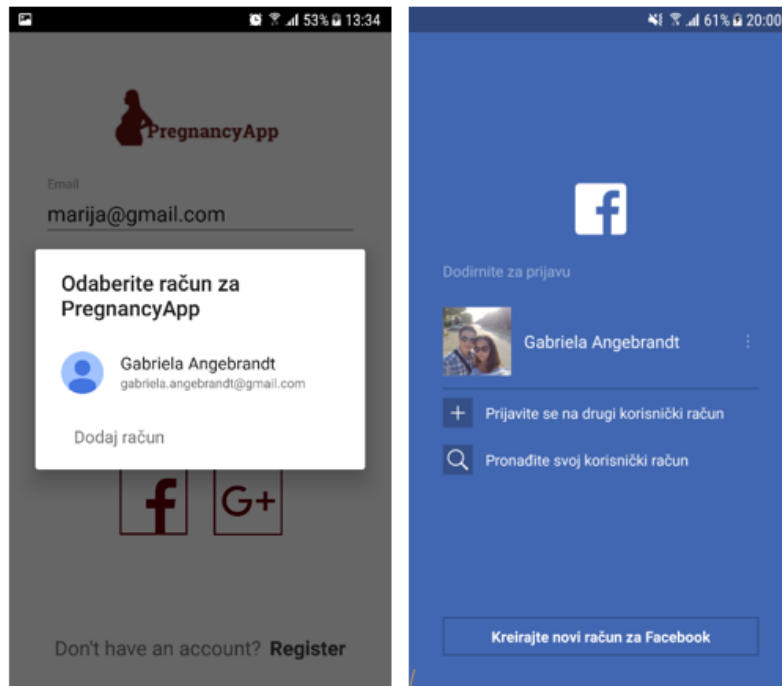 53% 13:34
PregnancyApp
Email
marija@gmail.com
Odaberite račun za
PregnancyApp
Gabriela Angebrandt
gabriela.angebrandt@gmail.com
Dodaj račun
f G+
Don't have an account? Register
61% 20:00
f
Dodirnite za prijavu
Gabriela Angebrandt
Prijavite se na drugi korisnički račun
Pronađite svoj korisnički račun
Kreirajte novi račun za Facebook